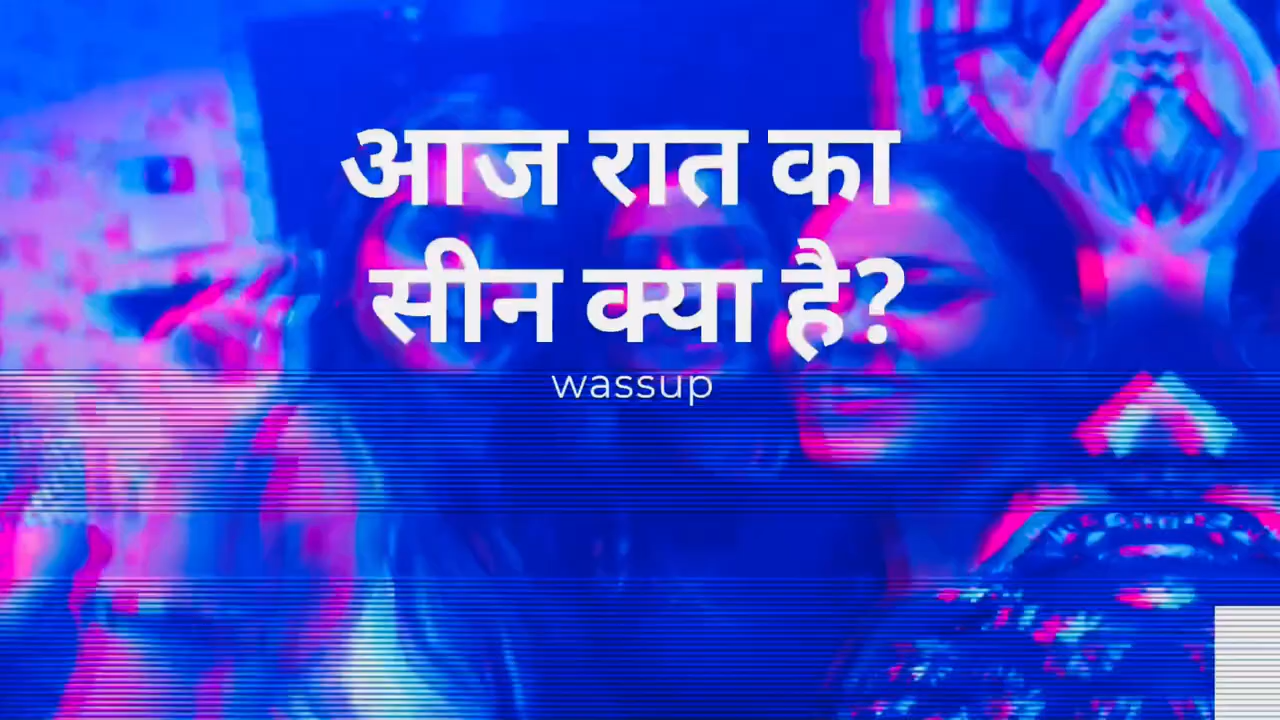 आज रात का
सीन क्या है?
wassup